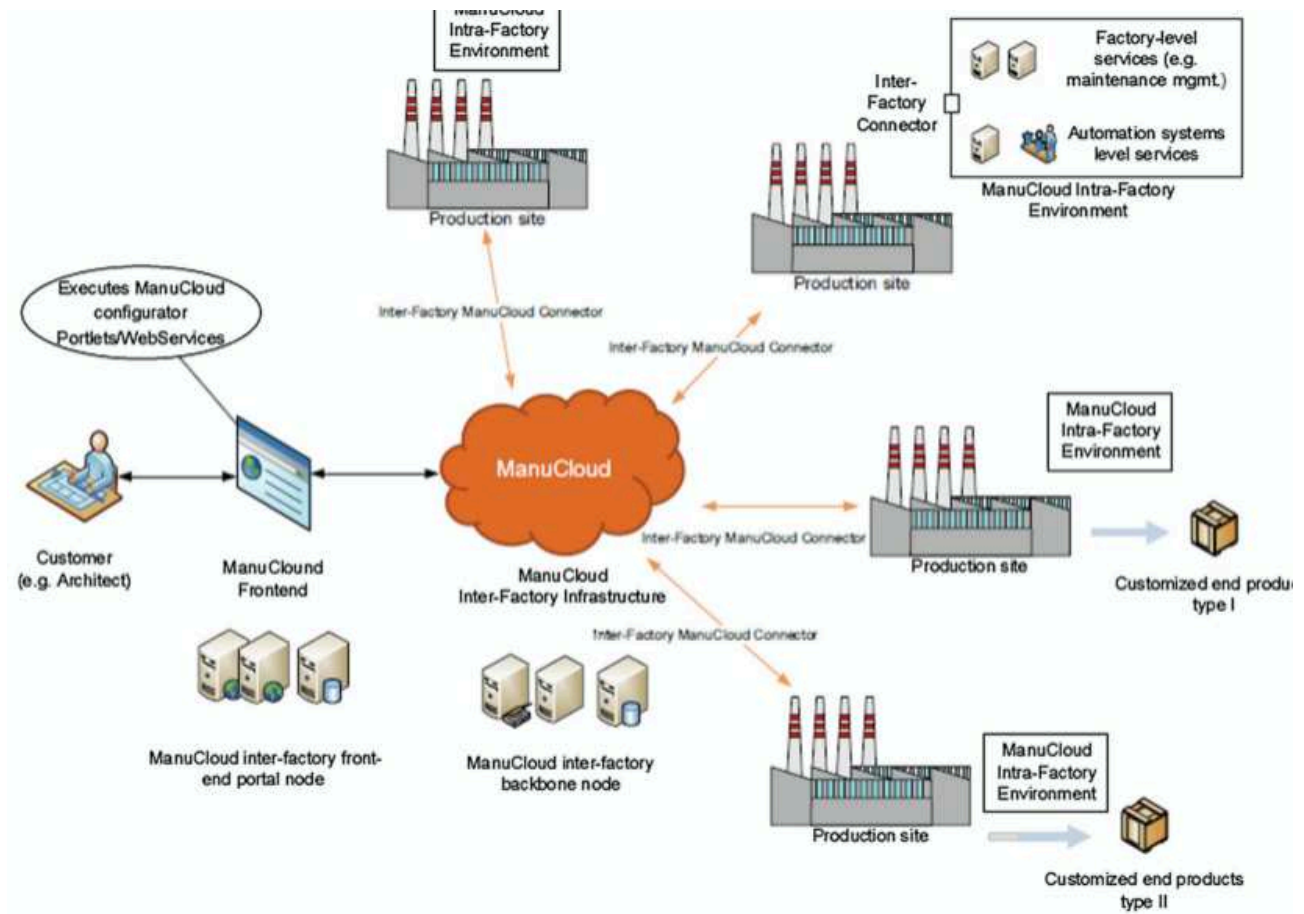 ManuCloud
Intra-Factory
Environment
Production site
Inter-
Factory
Connector
Factory-level
services (e.g.
maintenance mgmt.)
Automation systems
level services
ManuCloud Intra-Factory
Environment
Production site
Executes ManuCloud
configurator
Portlets/WebServices
Inter-Factory ManuCloud Connector
Inter-Factory ManuCloud Connector
ManuCloud
Customer
(e.g. Architect)
ManuClound
Frontend
ManuCloud
Inter-Factory Infrastructure
Inter-Factory ManuCloud Connector
ManuCloud
Intra-Factory
Environment
Production site
Customized end produc
type I
Inter-Factory ManuCloud Connector
ManuCloud inter-factory front-
end portal node
ManuCloud inter-factory
backbone node
ManuCloud
Intra-Factory
Environment
Production site
Customized end products
type II